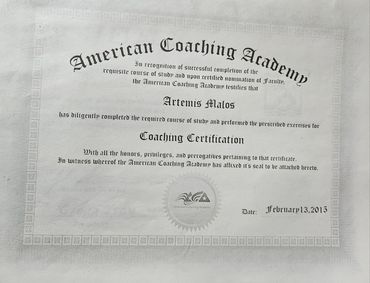 American Coaching Academy
In recognition of successful completion of the
requisite course of study and upon certified nomination of Faculty,
the American Coaching Academy testifies that
Artemis Malos
has diligently completed the required course of study and performed the prescribed exercises for
Coaching Certification
With all the honors, privileges, and prerogatives pertaining to that certificate.
In witness whereof the American Coaching Academy has affixed it's seal to be attached hereto.
Date: February13,2015